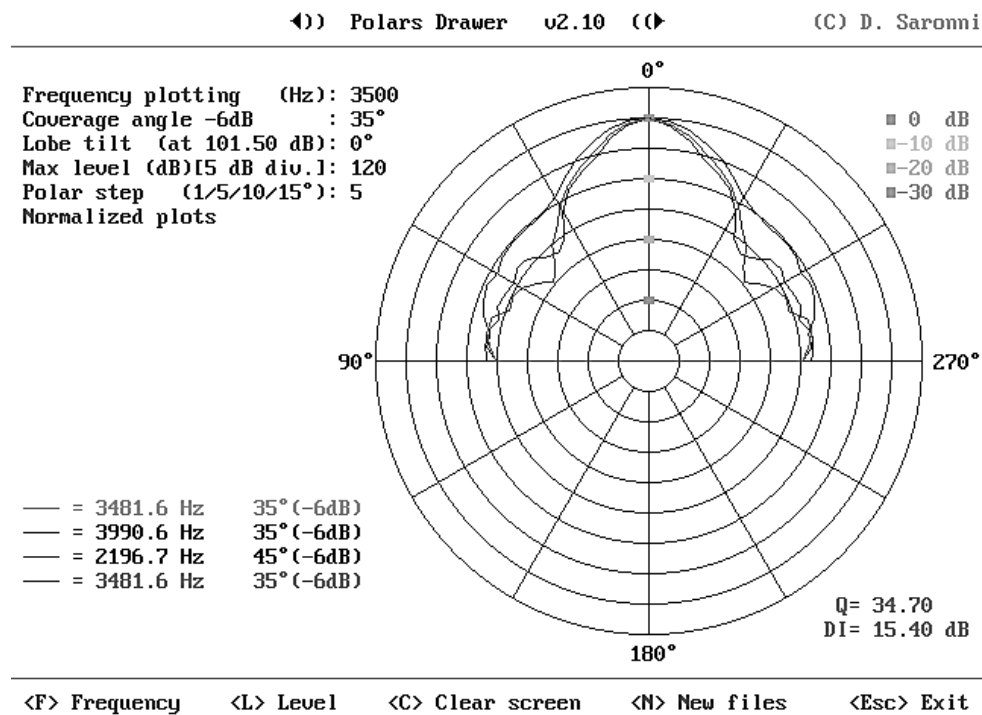 Polars Drawer v2.10 (C) D. Saronni
0°
Frequency plotting (Hz): 3500
Coverage angle -6dB : 35°
Lobe tilt (at 101.50 dB): 0°
Max level (dB)[5 dB div.]: 120
Polar step (1/5/10/15°): 5
Normalized plots
0 dB
-10 dB
-20 dB
-30 dB
90°
270°
= 3481.6 Hz 35°(-6dB)
= 3990.6 Hz 35°(-6dB)
= 2196.7 Hz 45°(-6dB)
= 3481.6 Hz 35°(-6dB)
Q= 34.70
DI= 15.40 dB
180°
<F> Frequency <L> Level <C> Clear screen <N> New files <Esc> Exit